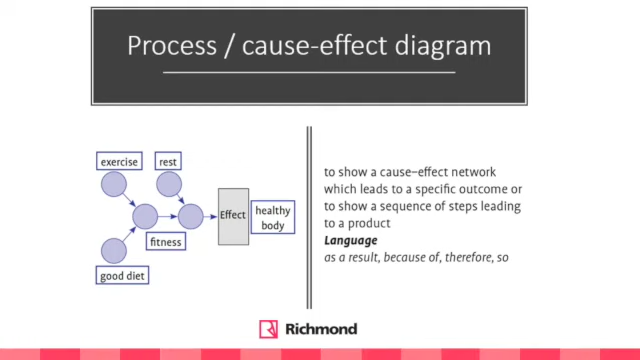 Process / cause-effect diagram
exercise
rest
Effect
healthy
body
fitness
good diet
to show a cause–effect network
which leads to a specific outcome or
to show a sequence of steps leading
to a product
Language
as a result, because of, therefore, so
Richmond